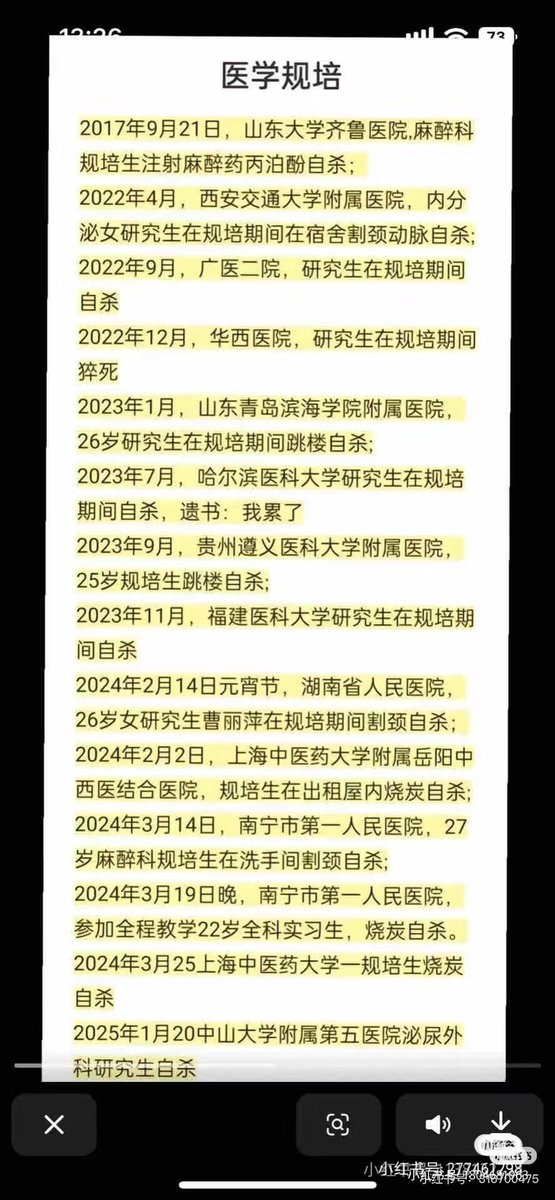 医学规培
2017年9月21日，山东大学齐鲁医院,麻醉科
规培生注射麻醉药丙泊酚自杀；
2022年4月，西安交通大学附属医院，内分
泌女研究生在规培期间在宿舍割颈动脉自杀;
2022年9月，广医二院，研究生在规培期间
自杀
2022年12月，华西医院，研究生在规培期间
猝死
2023年1月，山东青岛滨海学院附属医院，
26岁研究生在规培期间跳楼自杀;
2023年7月，哈尔滨医科大学研究生在规培
期间自杀，遗书：我累了
2023年9月，贵州遵义医科大学附属医院，
25岁规培生跳楼自杀;
2023年11月，福建医科大学研究生在规培期
间自杀
2024年2月14日元宵节，湖南省人民医院，
26岁女研究生曹丽萍在规培期间割颈自杀；
2024年2月2日，上海中医药大学附属岳阳中
西医结合医院，规培生在出租屋内烧炭自杀;
2024年3月14日，南宁市第一人民医院，27
岁麻醉科规培生在洗手间割颈自杀;
2024年3月19日晚，南宁市第一人民医院，
参加全程教学22岁全科实习生，烧炭自杀。
2024年3月25上海中医药大学一规培生烧炭
自杀
2025年1月20中山大学附属第五医院泌尿外
科研究生自杀